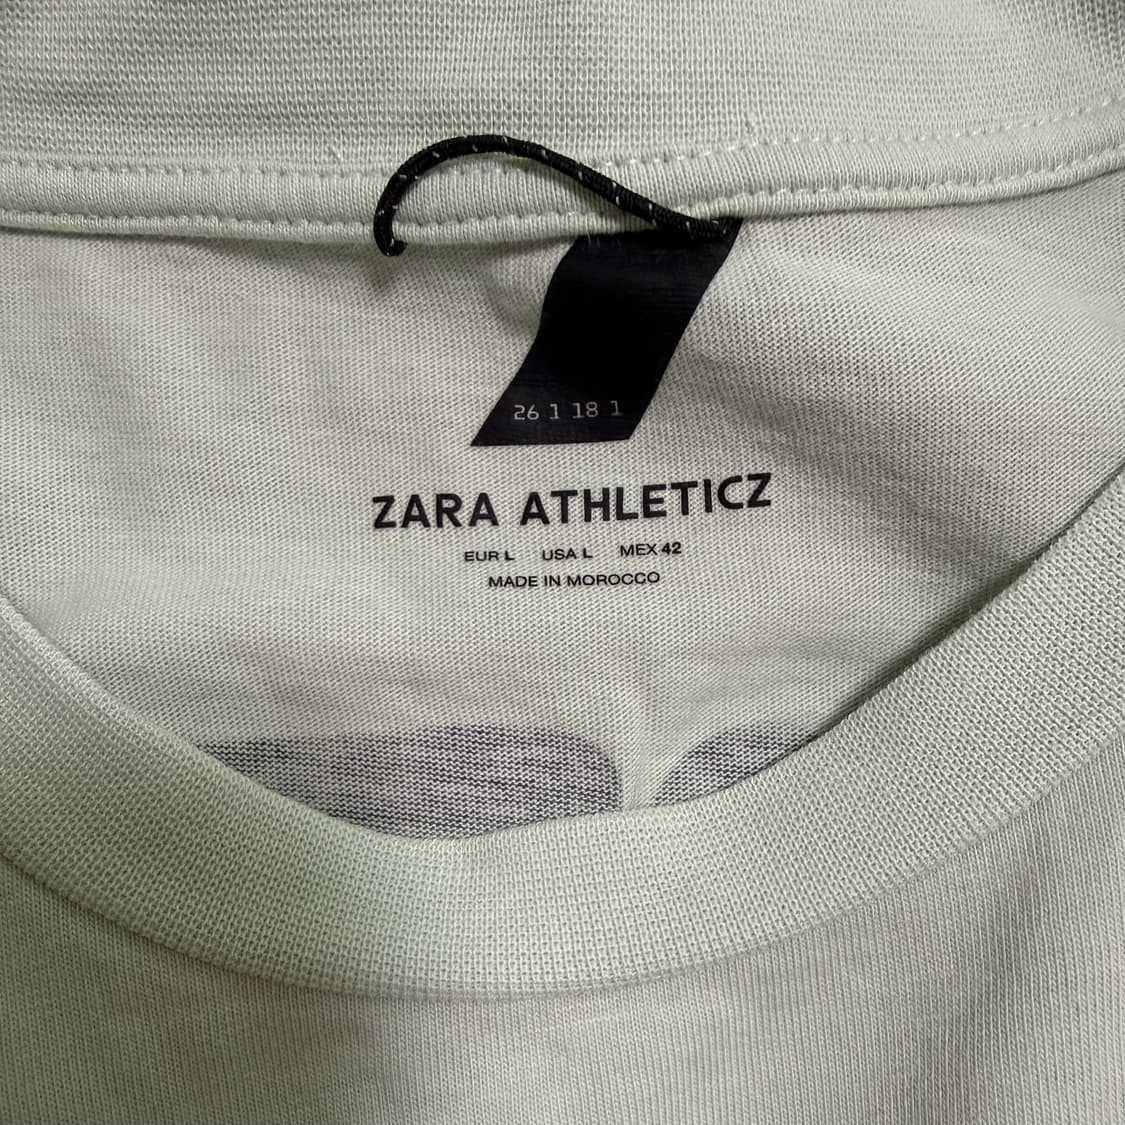 26 1 18 1
ZARA ATHLETICZ
EUR L USA L MEX 42
MADE IN MOROCCO